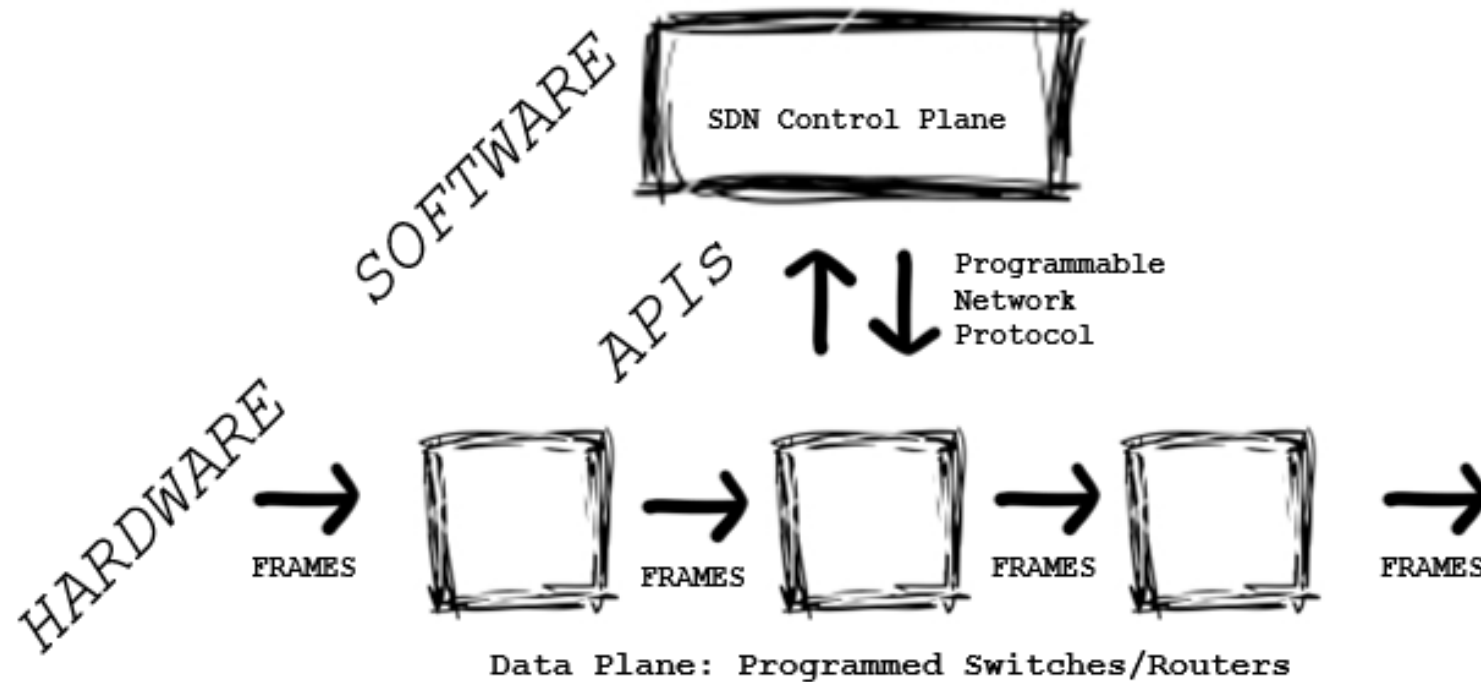 SOFTWARE
SDN Control Plane
APIs
Programmable
Network
Protocol
HARDWARE
FRAMES
FRAMES
FRAMES
FRAMES
Data Plane: Programmed Switches/Routers